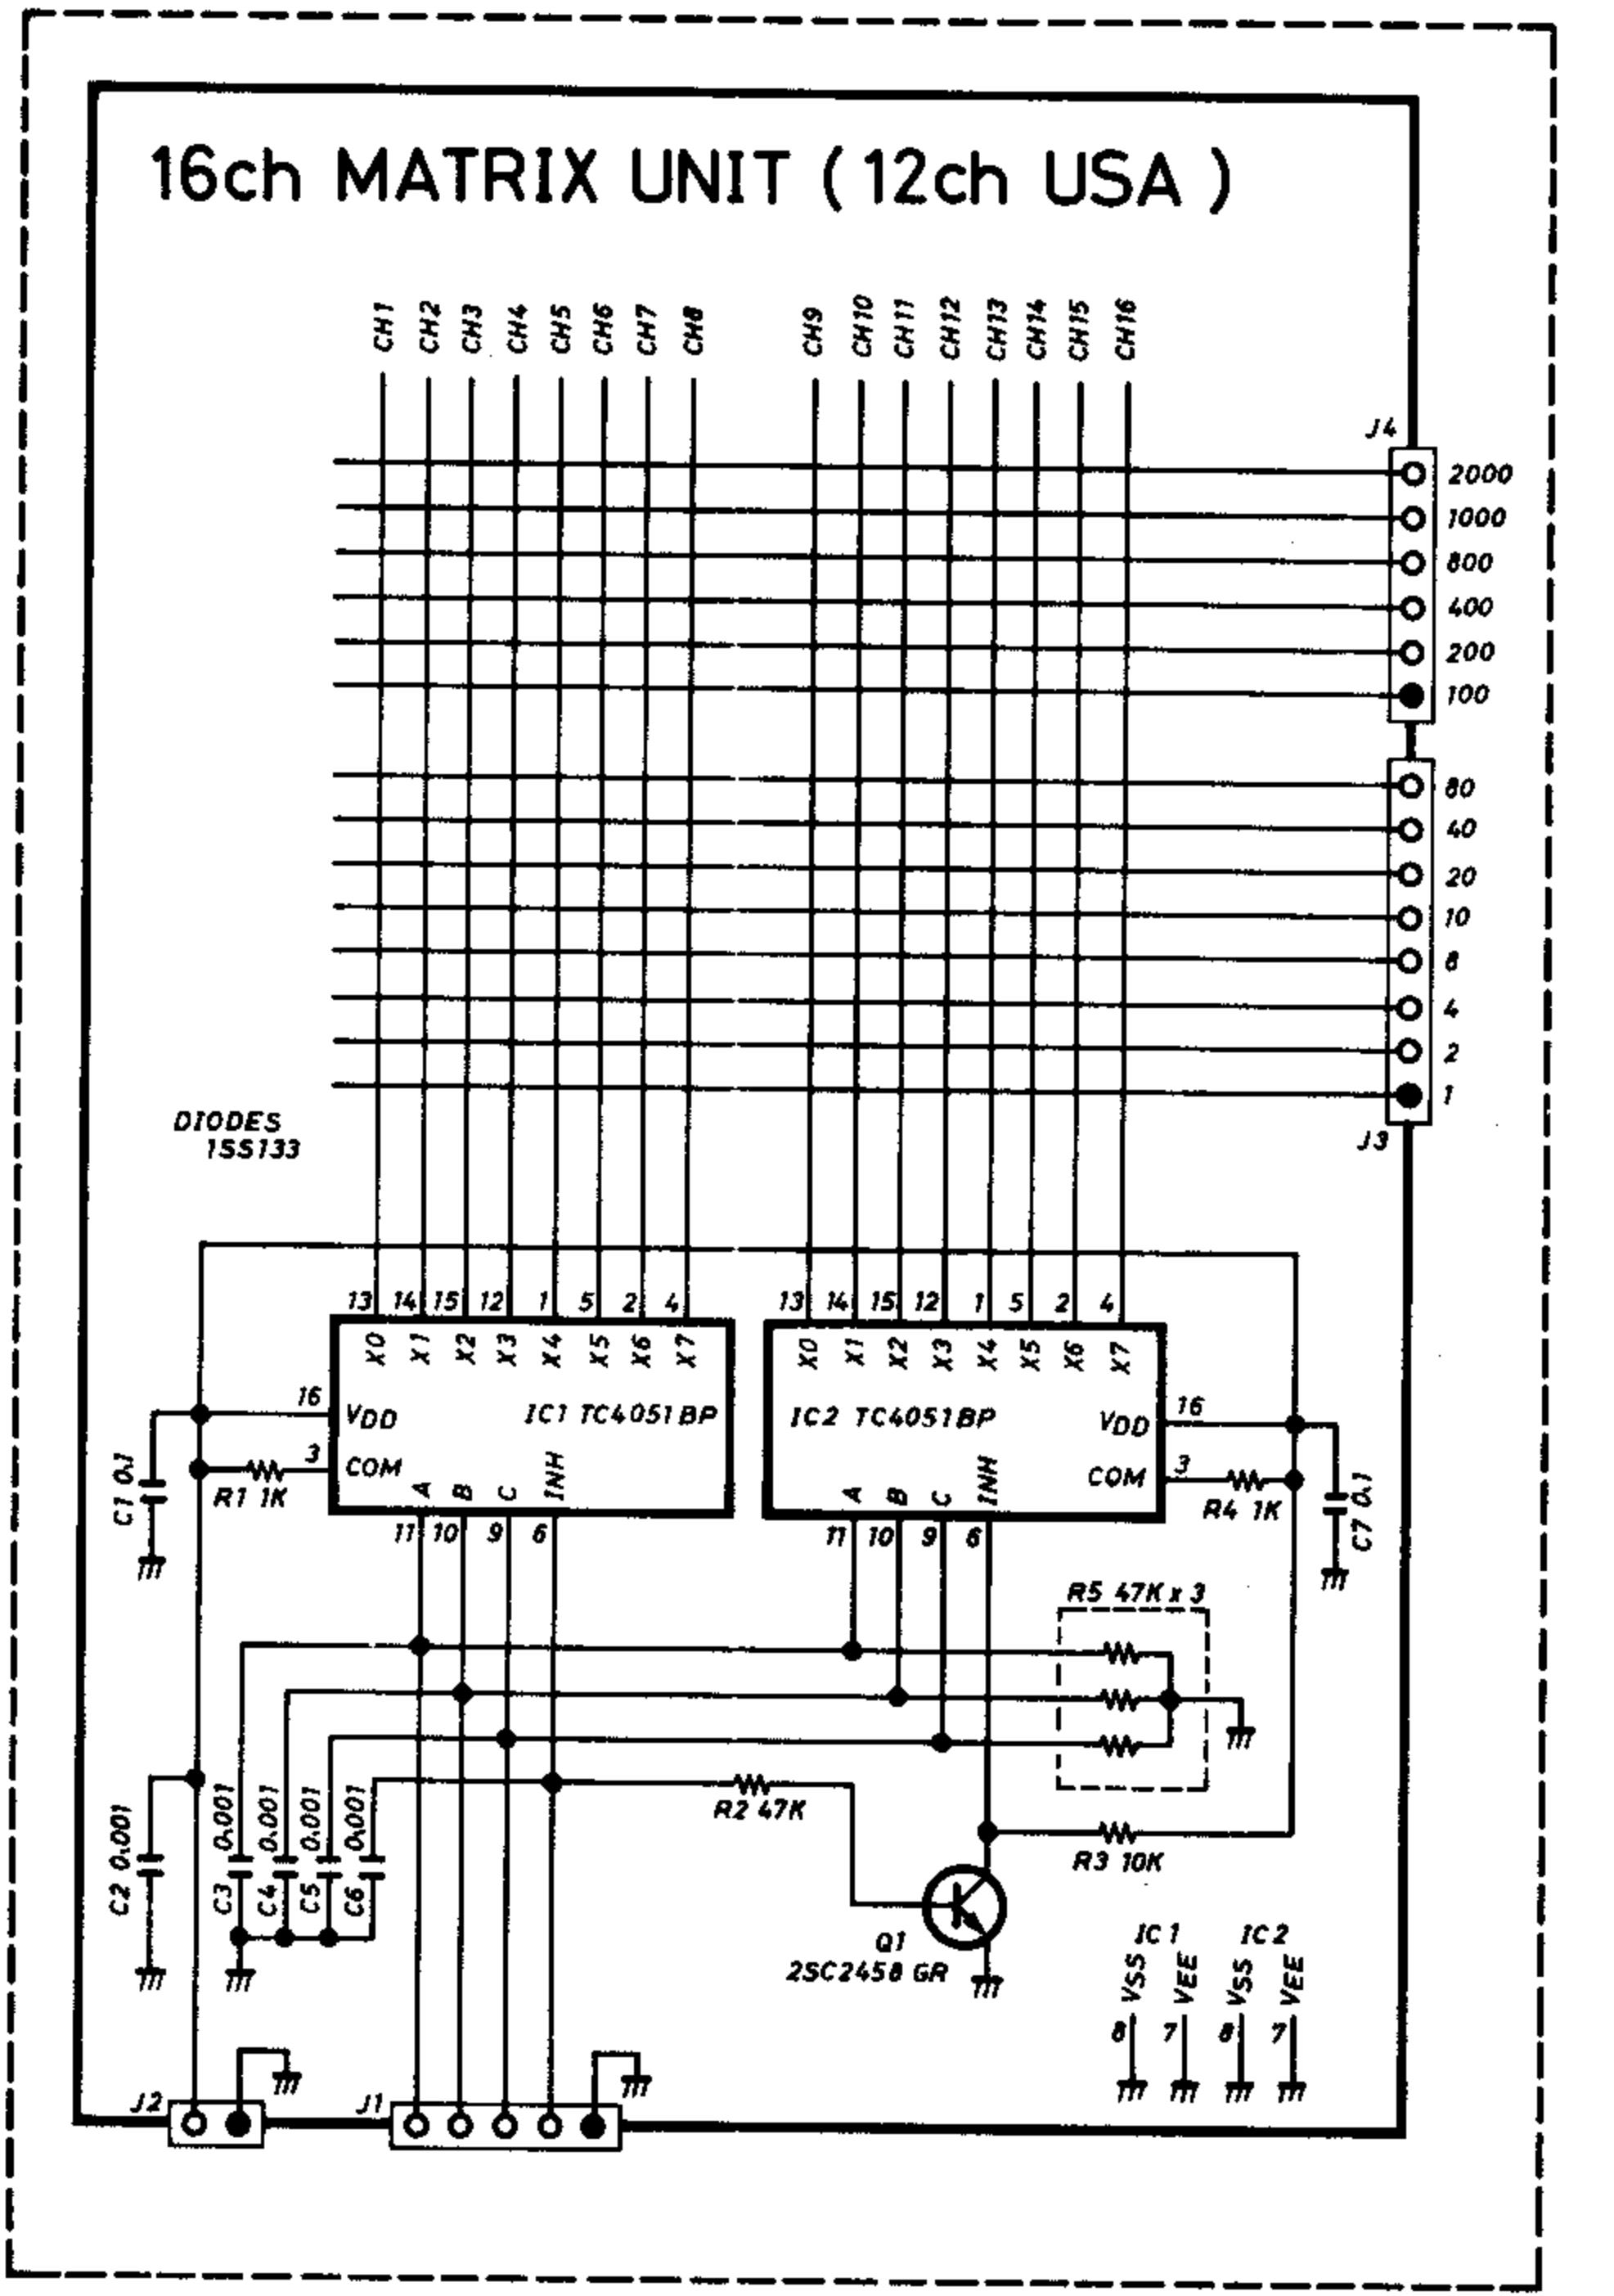 16ch MATRIX UNIT ( 12ch USA )
CH1 CH2 CH3 CH4 CH5 CH6 CH7 CH8 CH9 CH10 CH11 CH12 CH13 CH14 CH15 CH16
J4
2000
1000
800
400
200
100
80
40
20
10
8
4
2
1
J3
DIODES
1SS133
13 14 15 12 1 5 2 4 13 14 15 12 1 5 2 4
X0 X1 X2 X3 X4 X5 X6 X7 X0 X1 X2 X3 X4 X5 X6 X7
16 VDD IC1 TC4051BP IC2 TC4051BP VDD 16
3 COM COM 3
A B C INH A B C INH
C1 0.1 R1 1K R4 1K C7 0.1
11 10 9 6 11 10 9 6
R5 47K x 3
R2 47K
R3 10K
C2 0.001 C3 0.001 C4 0.001 C5 0.001 C6 0.001
Q1
2SC2458 GR
IC1 IC2
VSS VEE VSS VEE
8 7 8 7
J2 J1